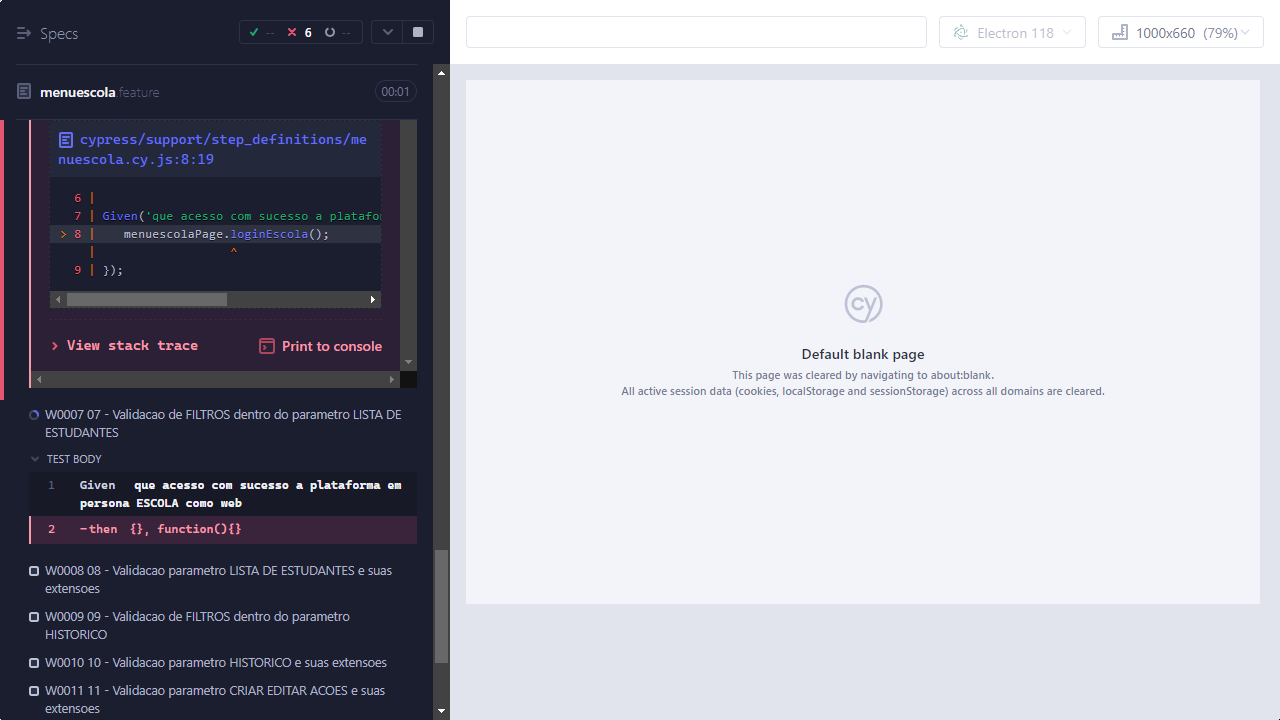 Specs
-- 6 --
menuescola.feature
00:01
cypress/support/step_definitions/me
nuescola.cy.js:8:19
6 |
7 | Given('que acesso com sucesso a platafor
> 8 |    menuescolaPage.loginEscola();
|                   ^
9 | });
> View stack trace
Print to console
W0007 07 - Validacao de FILTROS dentro do parametro LISTA DE
ESTUDANTES
TEST BODY
1 Given que acesso com sucesso a plataforma em
persona ESCOLA como web
2 -then {}, function(){}
W0008 08 - Validacao parametro LISTA DE ESTUDANTES e suas
extensoes
W0009 09 - Validacao de FILTROS dentro do parametro
HISTORICO
W0010 10 - Validacao parametro HISTORICO e suas extensoes
W0011 11 - Validacao parametro CRIAR EDITAR ACOES e suas
extensoes
Electron 118
1000x660 (79%)
cy
Default blank page
This page was cleared by navigating to about:blank.
All active session data (cookies, localStorage and sessionStorage) across all domains are cleared.